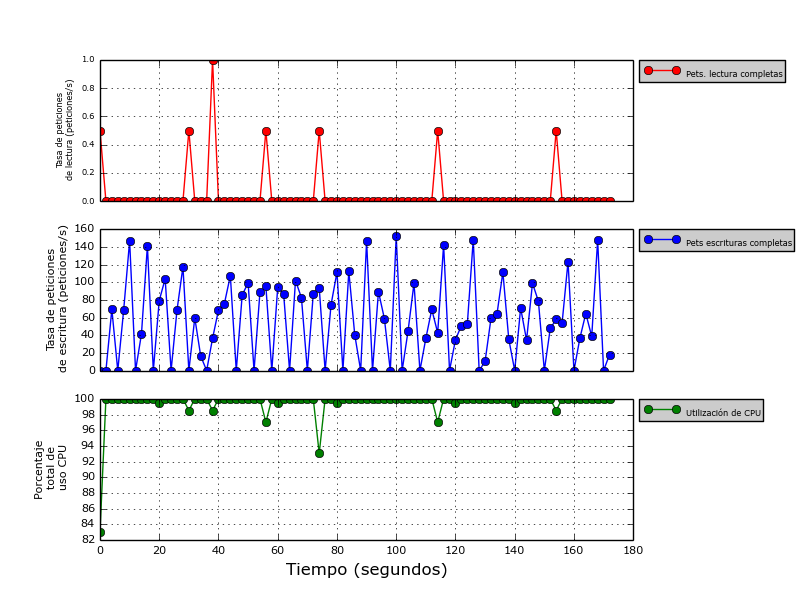 Tasa de peticiones
de lectura (peticiones/s)
1.0
0.8
0.6
0.4
0.2
0.0
Pets. lectura completas
Tasa de peticiones
de escritura (peticiones/s)
160
140
120
100
80
60
40
20
0
Pets escrituras completas
Porcentaje
total de
uso CPU
100
98
96
94
92
90
88
86
84
82
Utilización de CPU
0 20 40 60 80 100 120 140 160 180
Tiempo (segundos)